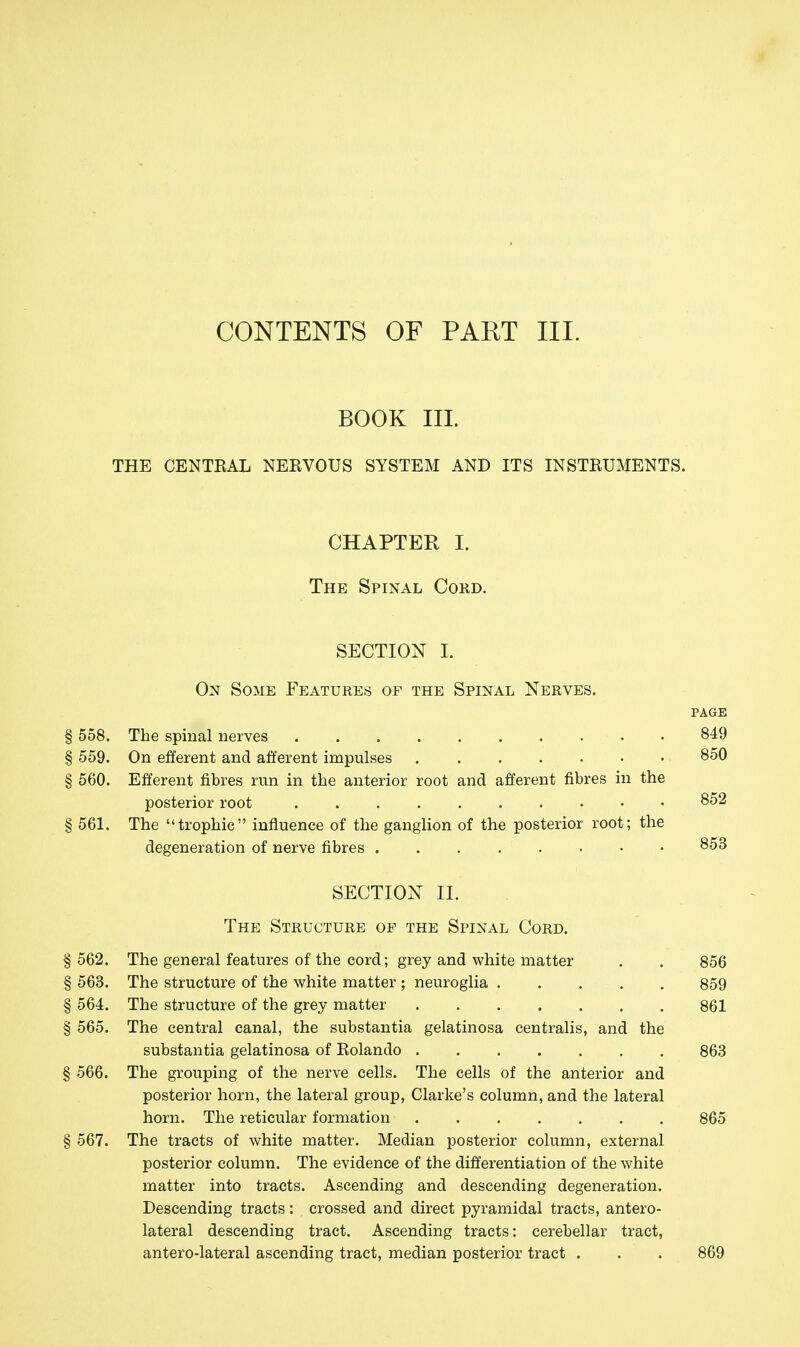 CONTENTS OF PART III.
BOOK III.
THE CENTRAL NERVOUS SYSTEM AND ITS INSTRUMENTS.
CHAPTER I.
The Spinal Cord.
SECTION I.
On Some Features of the Spinal Nerves.
PAGE
§ 558. The spinal nerves . . . . . . . . . . 849
§ 559. On efferent and afferent impulses . . . . . . . 850
§ 560. Efferent fibres run in the anterior root and afferent fibres in the
posterior root . . . . . . . . . . 852
§ 561. The "trophic" influence of the ganglion of the posterior root; the
degeneration of nerve fibres . . . . . . . . 853
SECTION II.
The Structure of the Spinal Cord.
§ 562. The general features of the cord; grey and white matter . . 856
§ 563. The structure of the white matter; neuroglia . . . . . 859
§ 564. The structure of the grey matter . . . . . . . 861
§ 565. The central canal, the substantia gelatinosa centralis, and the
substantia gelatinosa of Rolando . . . . . . . 863
§ 566. The grouping of the nerve cells. The cells of the anterior and
posterior horn, the lateral group, Clarke's column, and the lateral
horn. The reticular formation . . . . . . . 865
§ 567. The tracts of white matter. Median posterior column, external
posterior column. The evidence of the differentiation of the white
matter into tracts. Ascending and descending degeneration.
Descending tracts: crossed and direct pyramidal tracts, antero-
lateral descending tract. Ascending tracts: cerebellar tract,
antero-lateral ascending tract, median posterior tract . . . 869